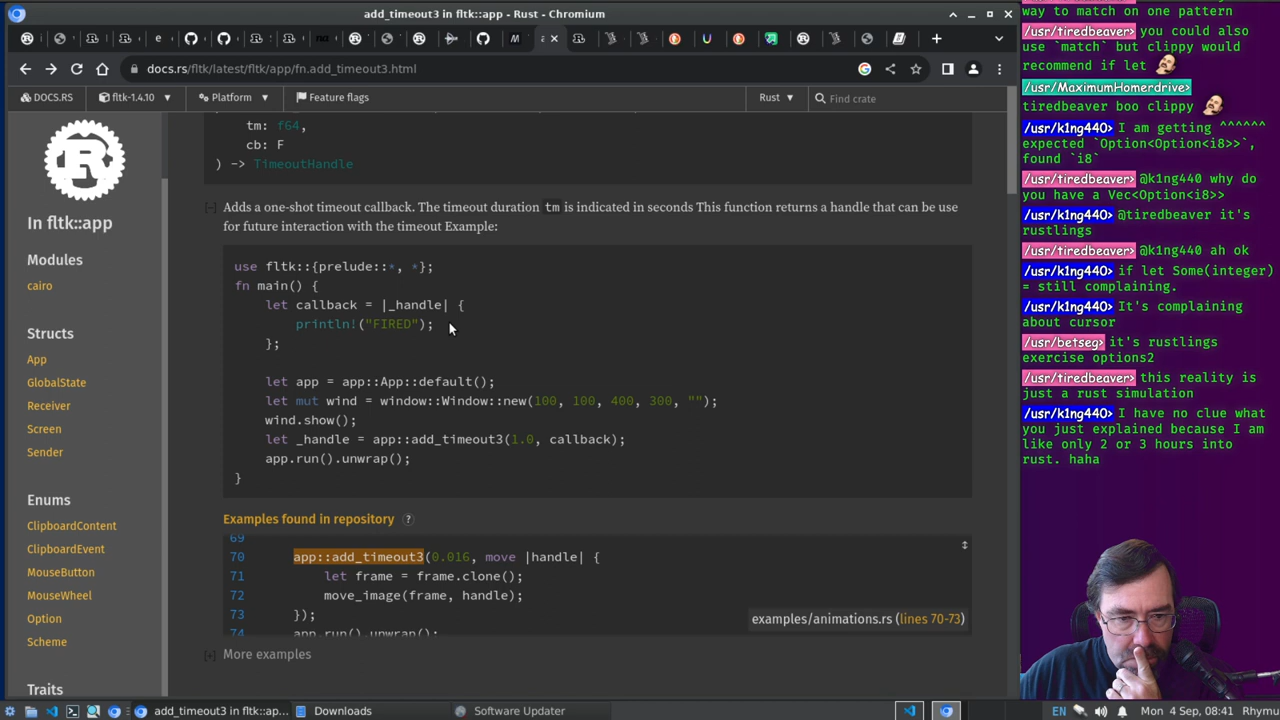 add_timeout3 in fltk::app - Rust - Chromium
docs.rs/fltk/latest/fltk/app/fn.add_timeout3.html
DOCS.RS
fltk-1.4.10
Platform
Feature flags
Rust
Find crate
In fltk::app
Modules
cairo
Structs
App
GlobalState
Receiver
Screen
Sender
Enums
ClipboardContent
ClipboardEvent
MouseButton
MouseWheel
Option
Scheme
Traits
tm: f64,
cb: F
) -> TimeoutHandle
[-] Adds a one-shot timeout callback. The timeout duration tm is indicated in seconds This function returns a handle that can be use
for future interaction with the timeout Example:
use fltk::{prelude::*, *};
fn main() {
let callback = |_handle| {
println!("FIRED");
};
let app = app::App::default();
let mut wind = window::Window::new(100, 100, 400, 300, "");
wind.show();
let _handle = app::add_timeout3(1.0, callback);
app.run().unwrap();
}
Examples found in repository ?
69
70 app::add_timeout3(0.016, move |handle| {
71 let frame = frame.clone();
72 move_image(frame, handle);
73 });
74 app.run().unwrap();
examples/animations.rs (lines 70-73)
[+] More examples
way to match on one pattern
/usr/tiredbeaver> you could also
use `match` but clippy would
recommend if let
/usr/MaximumHomerdrive>
tiredbeaver boo clippy
/usr/k1ng440> I am getting ^^^^^^
expected `Option<Option<i8>>`,
found `i8`
/usr/tiredbeaver> @k1ng440 why do
you have a Vec<Option<i8>>
/usr/k1ng440> @tiredbeaver it's
rustlings
/usr/tiredbeaver> @k1ng440 ah ok
/usr/k1ng440> if let Some(integer)
= still complaining.
/usr/k1ng440> It's complaining
about cursor
/usr/betseg> it's rustlings
exercise options2
/usr/tiredbeaver> this reality is
just a rust simulation
/usr/k1ng440> I have no clue what
you just explained because I am
like only 2 or 3 hours into
rust. haha
add_timeout3 in fltk::ap...
Downloads
Software Updater
EN
Mon 4 Sep, 08:41
Rhymu